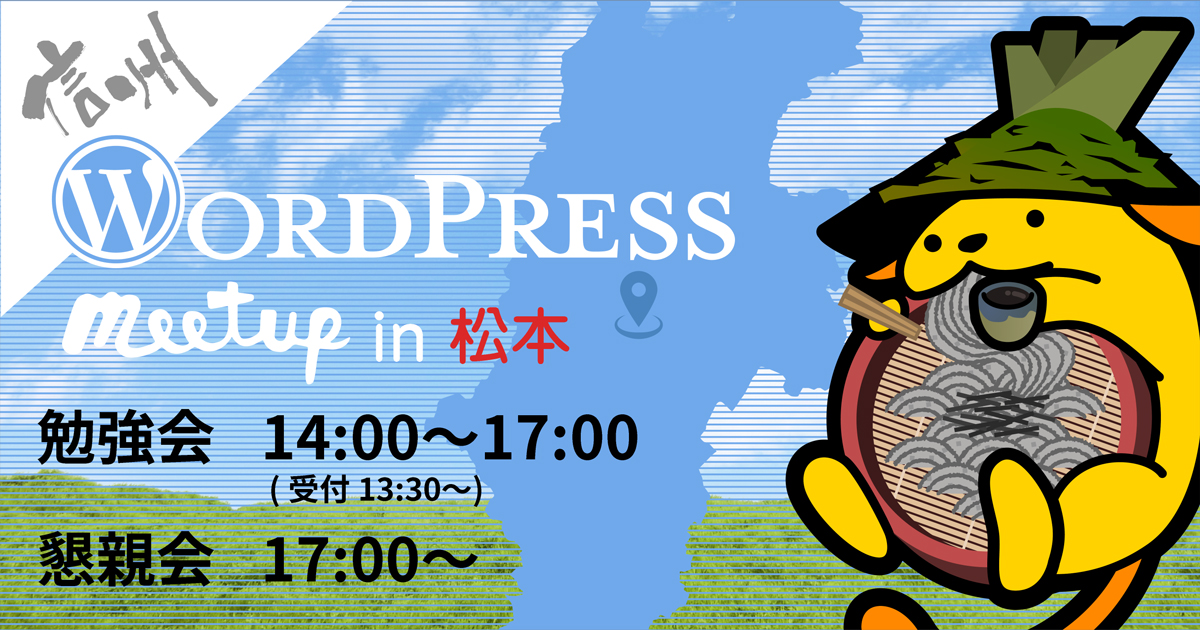 信州
WORDPRESS
meetup in 松本
勉強会 14:00～17:00
( 受付 13:30～)
懇親会 17:00～